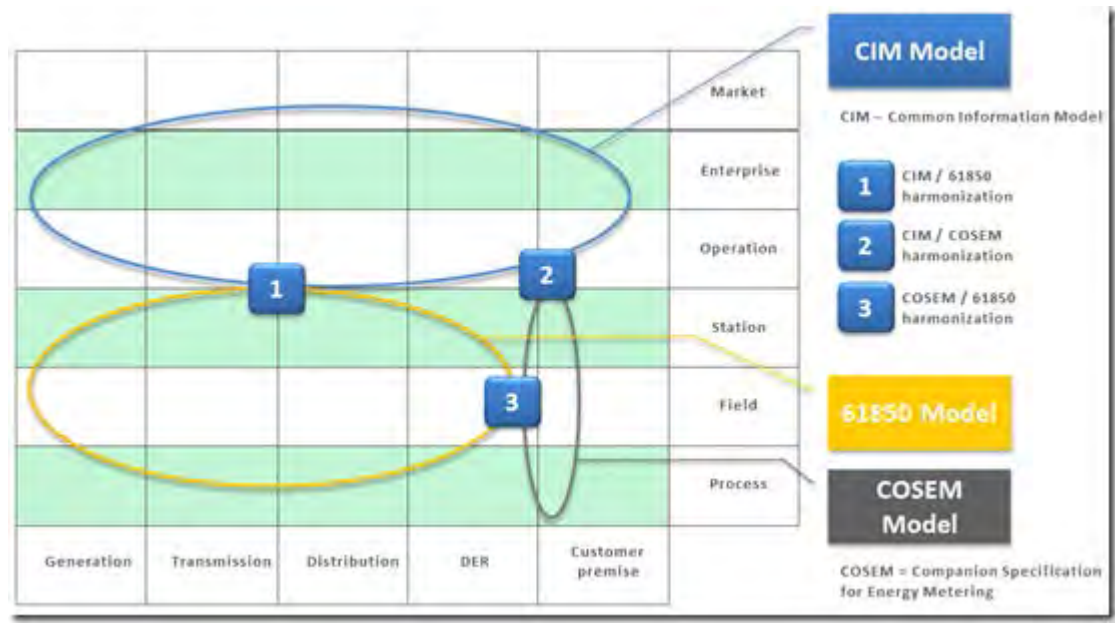 CIM Model
Market
CIM – Common Information Model
Enterprise
1
CIM / 61850
harmonization
2
CIM / COSEM
harmonization
Operation
1
2
3
COSEM / 61850
harmonization
Station
Field
3
61850 Model
Process
COSEM
Model
Generation
Transmission
Distribution
DER
Customer
premise
COSEM = Companion Specification
for Energy Metering